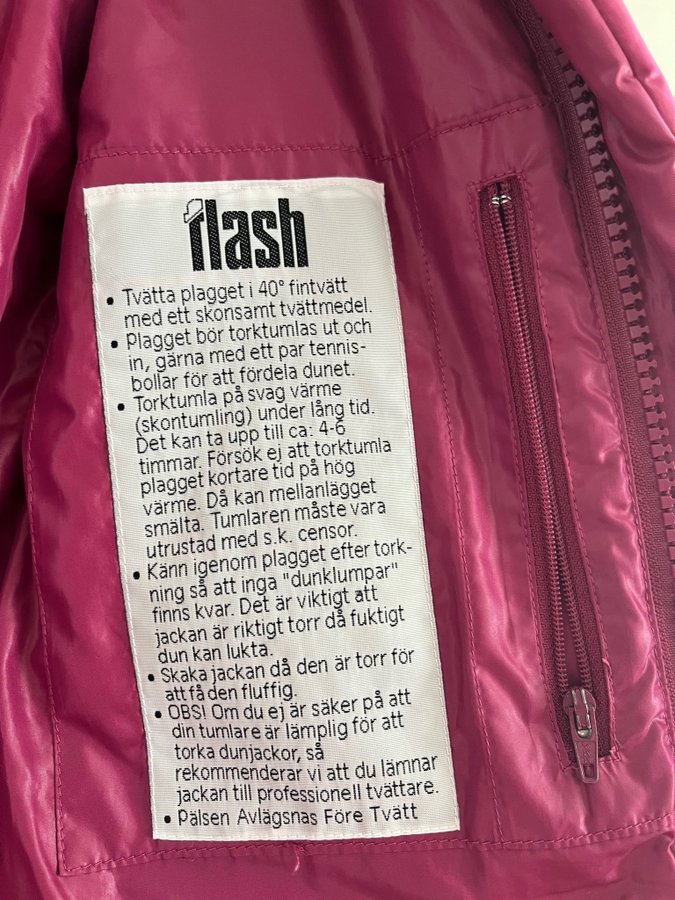 flash
• Tvätta plagget i 40° fintvätt
med ett skonsamt tvättmedel.
• Plagget bör torktumlas ut och
in, gärna med ett par tennis-
bollar för att fördela dunet.
• Torktumla på svag värme
(skontumling) under lång tid.
Det kan ta upp till ca: 4-6
timmar. Försök ej att torktumla
plagget kortare tid på hög
värme. Då kan mellanlägget
smälta. Tumlaren måste vara
utrustad med s.k. censor.
• Känn igenom plagget efter tork-
ning så att inga "dunklumpar"
finns kvar. Det är viktigt att
jackan är riktigt torr då fuktigt
dun kan lukta.
• Skaka jackan då den är torr för
att få den fluffig.
• OBS! Om du ej är säker på att
din tumlare är lämplig för att
torka dunjackor, så
rekommenderar vi att du lämnar
jackan till professionell tvättare.
• Pälsen Avlägsnas Före Tvätt